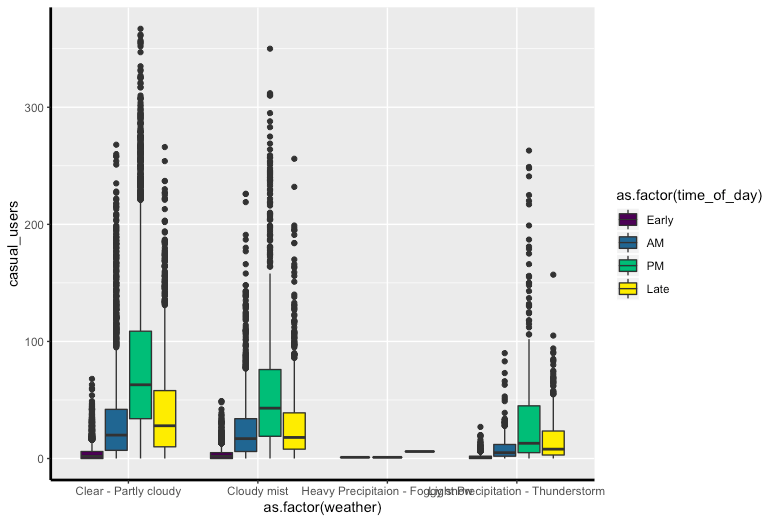 casual_users
300
200
100
0
Clear - Partly cloudy
Cloudy mist
Heavy Precipitaion - Foggy snow
Light Precipitation - Thunderstorm
as.factor(weather)
as.factor(time_of_day)
Early
AM
PM
Late